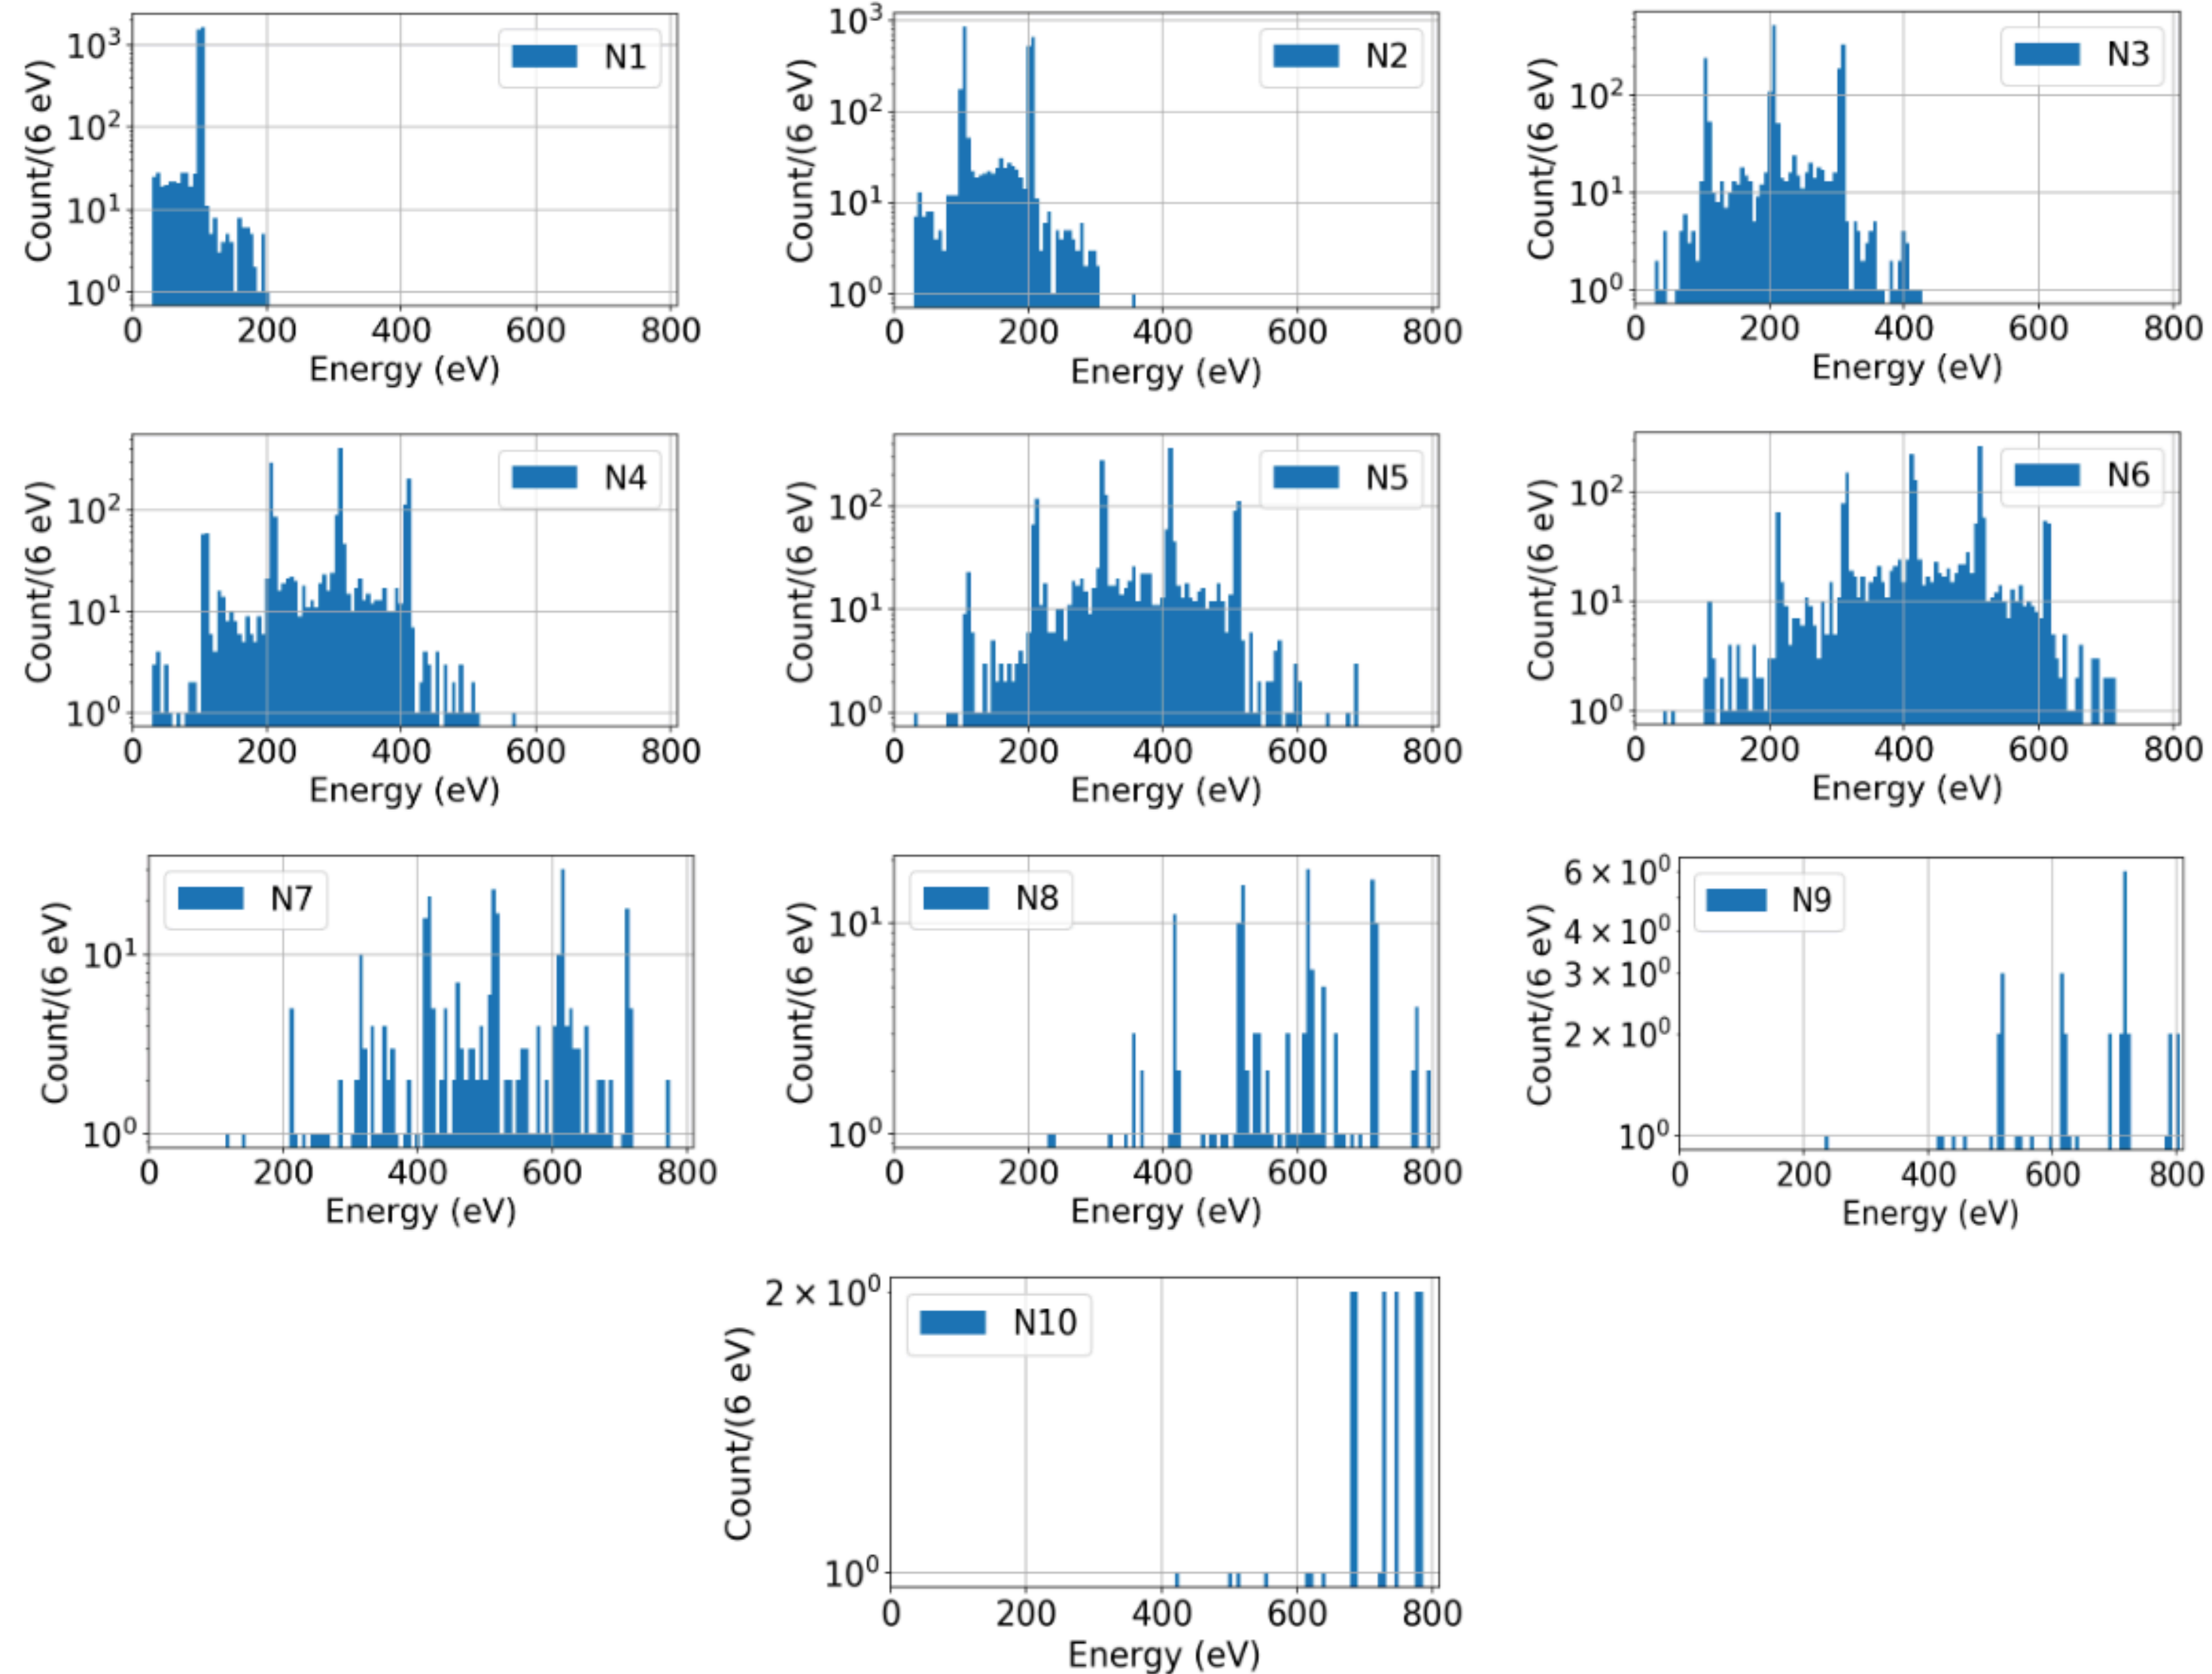 N1
Count/(6 eV)
10³
10²
10¹
10⁰
0 200 400 600 800
Energy (eV)
N2
Count/(6 eV)
10³
10²
10¹
10⁰
0 200 400 600 800
Energy (eV)
N3
Count/(6 eV)
10²
10¹
10⁰
0 200 400 600 800
Energy (eV)
N4
Count/(6 eV)
10²
10¹
10⁰
0 200 400 600 800
Energy (eV)
N5
Count/(6 eV)
10²
10¹
10⁰
0 200 400 600 800
Energy (eV)
N6
Count/(6 eV)
10²
10¹
10⁰
0 200 400 600 800
Energy (eV)
N7
Count/(6 eV)
10¹
10⁰
0 200 400 600 800
Energy (eV)
N8
Count/(6 eV)
10¹
10⁰
0 200 400 600 800
Energy (eV)
N9
Count/(6 eV)
6 × 10⁰
4 × 10⁰
3 × 10⁰
2 × 10⁰
10⁰
0 200 400 600 800
Energy (eV)
N10
Count/(6 eV)
2 × 10⁰
10⁰
0 200 400 600 800
Energy (eV)